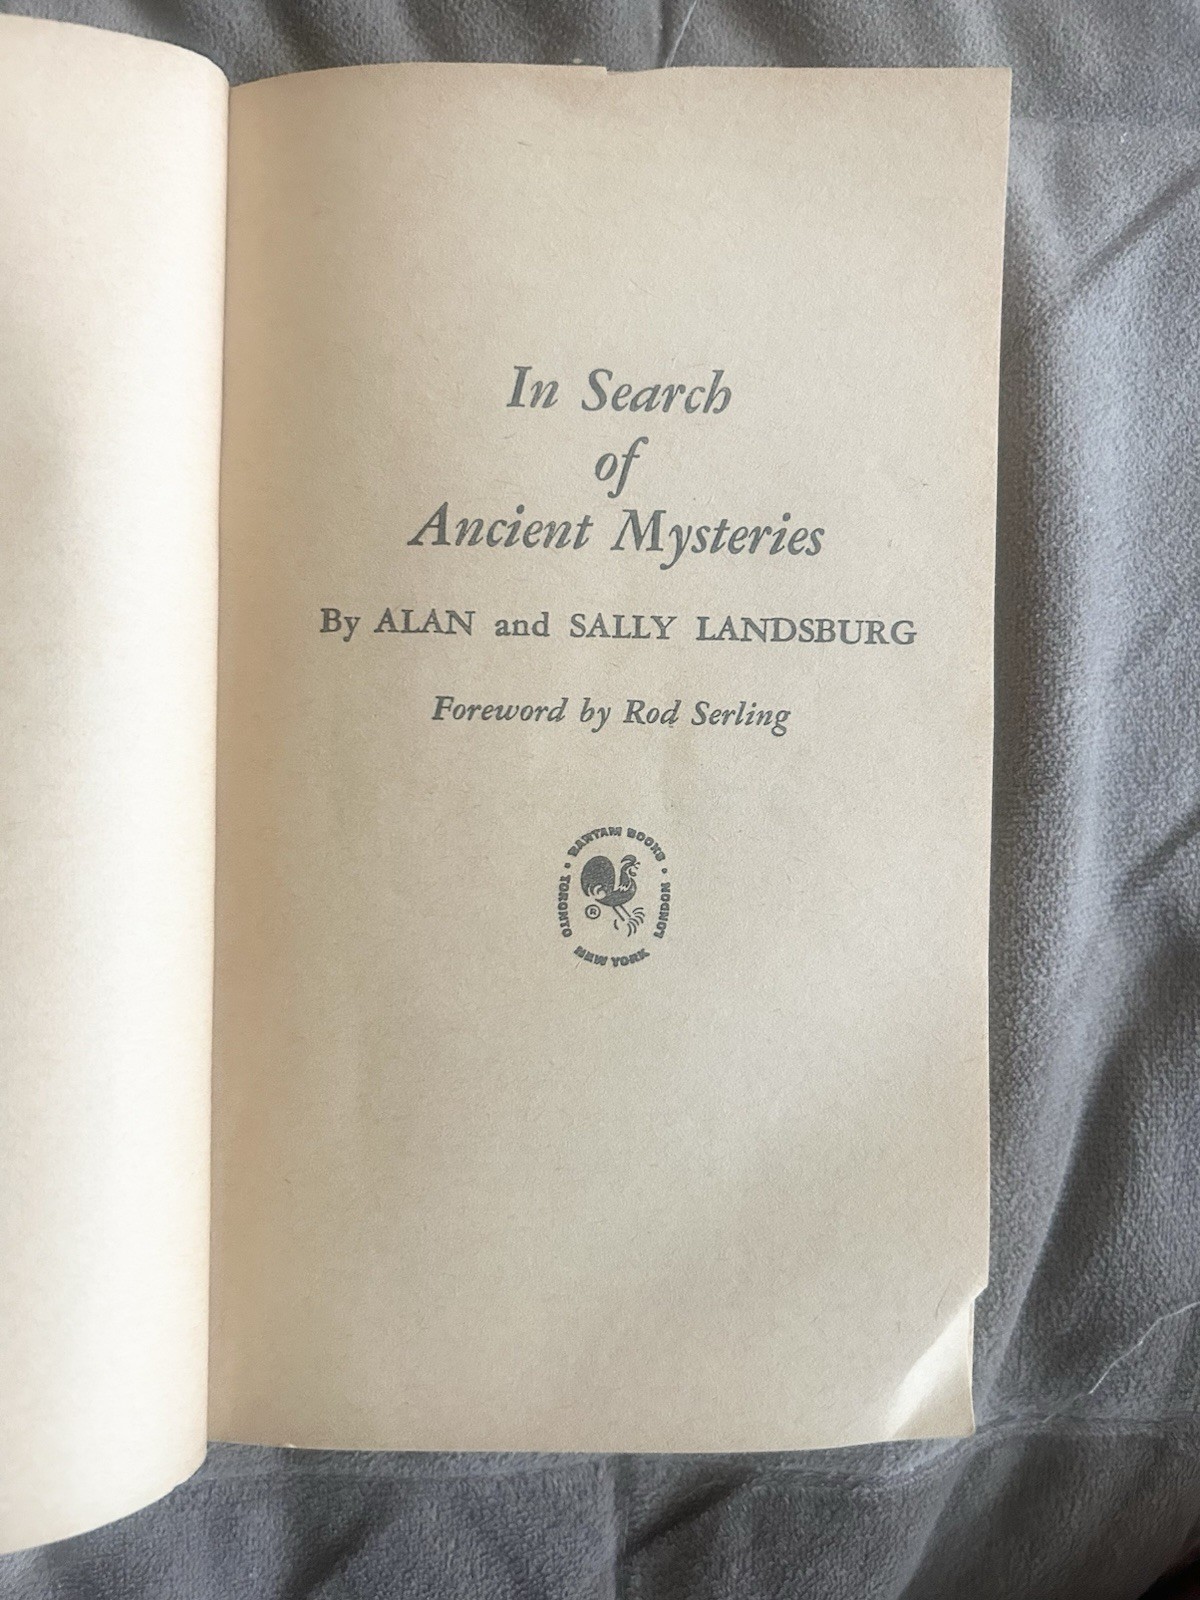 In Search
of
Ancient Mysteries
By ALAN and SALLY LANDSBURG
Foreword by Rod Serling
BANTAM BOOKS
TORONTO • NEW YORK • LONDON
®